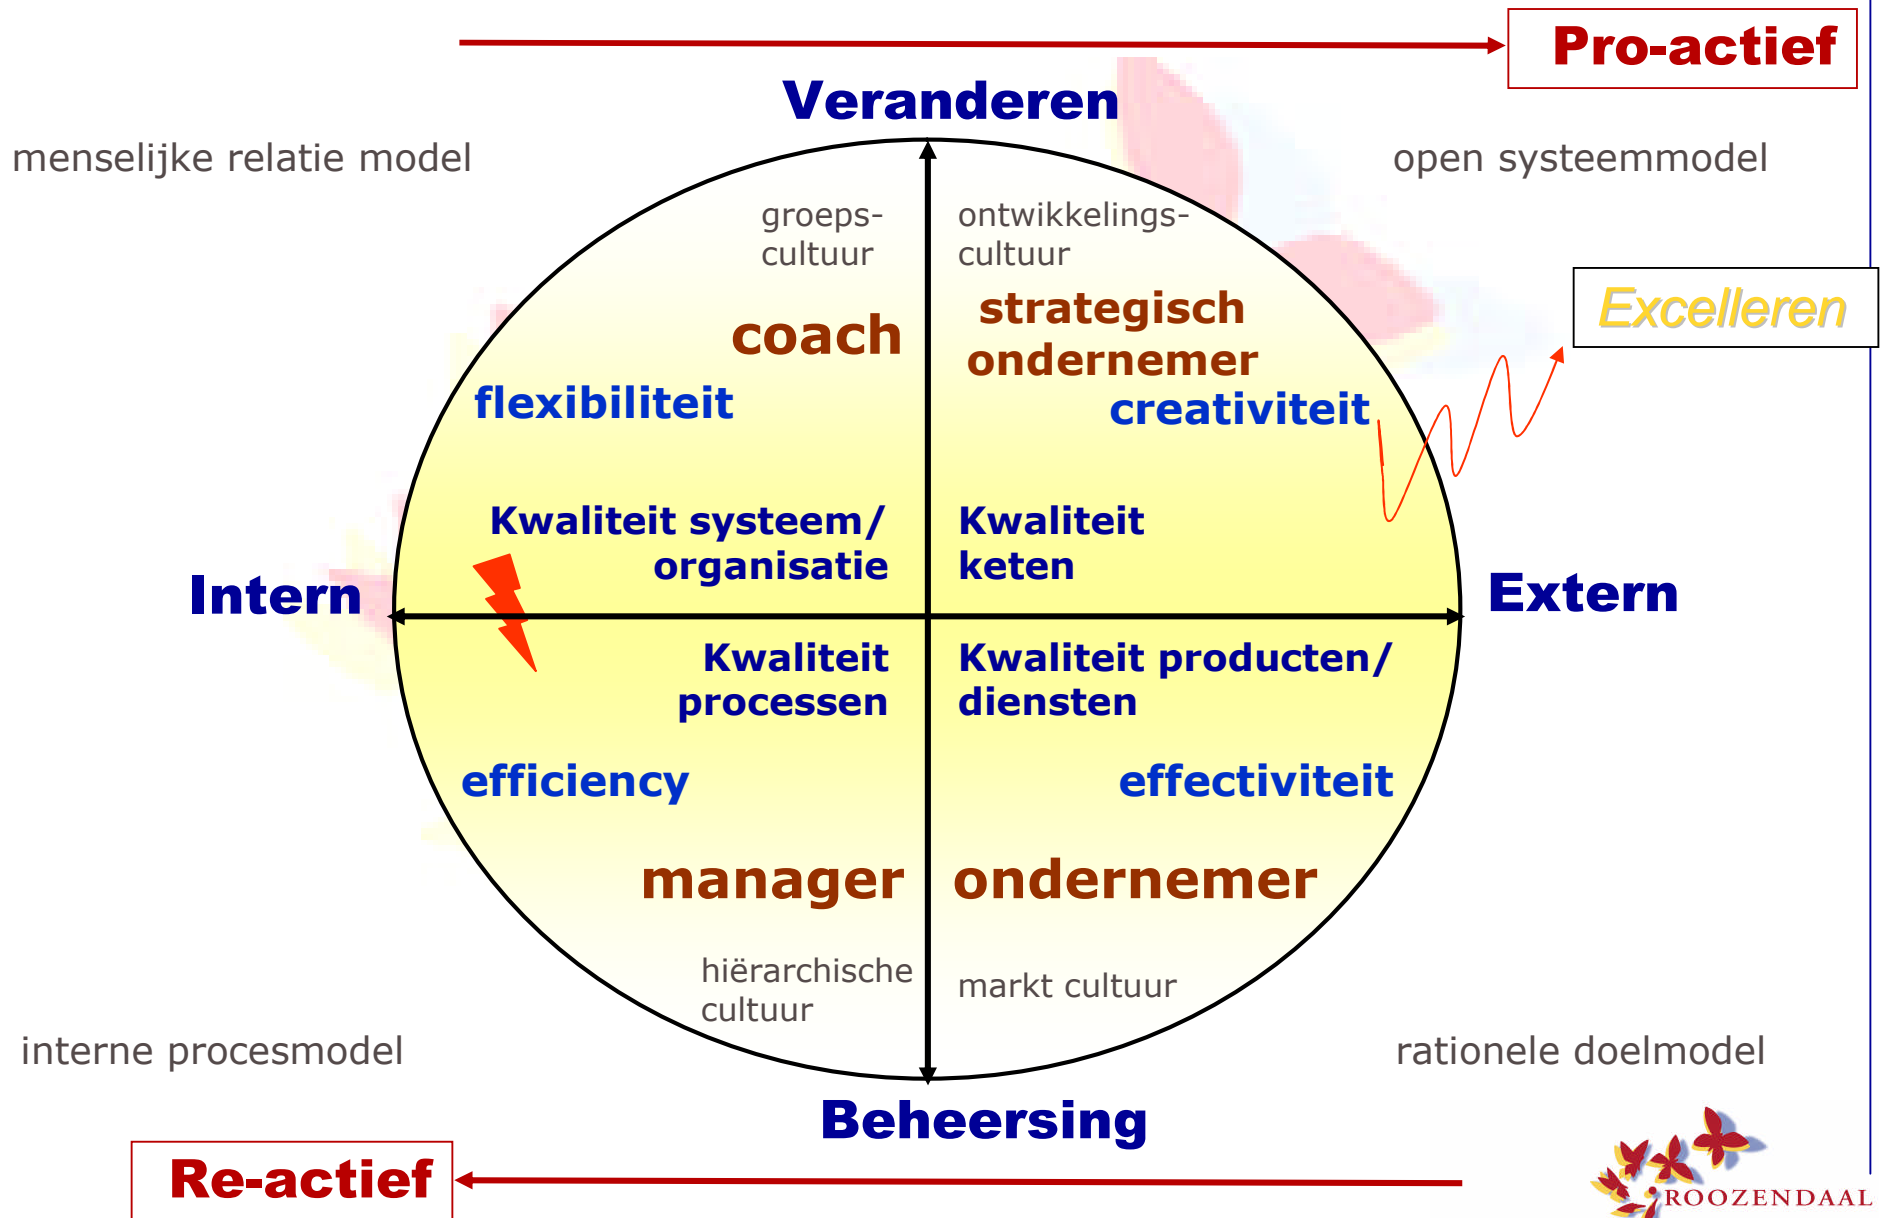 Pro-actief
Veranderen
menselijke relatie model
open systeemmodel
groeps-
cultuur
ontwikkelings-
cultuur
coach
strategisch
ondernemer
Excelleren
flexibiliteit
creativiteit
Kwaliteit systeem/
organisatie
Kwaliteit
keten
Intern
Extern
Kwaliteit
processen
Kwaliteit producten/
diensten
efficiency
effectiviteit
manager
ondernemer
hiërarchische
cultuur
markt cultuur
interne procesmodel
rationele doelmodel
Beheersing
Re-actief
ROOZENDAAL